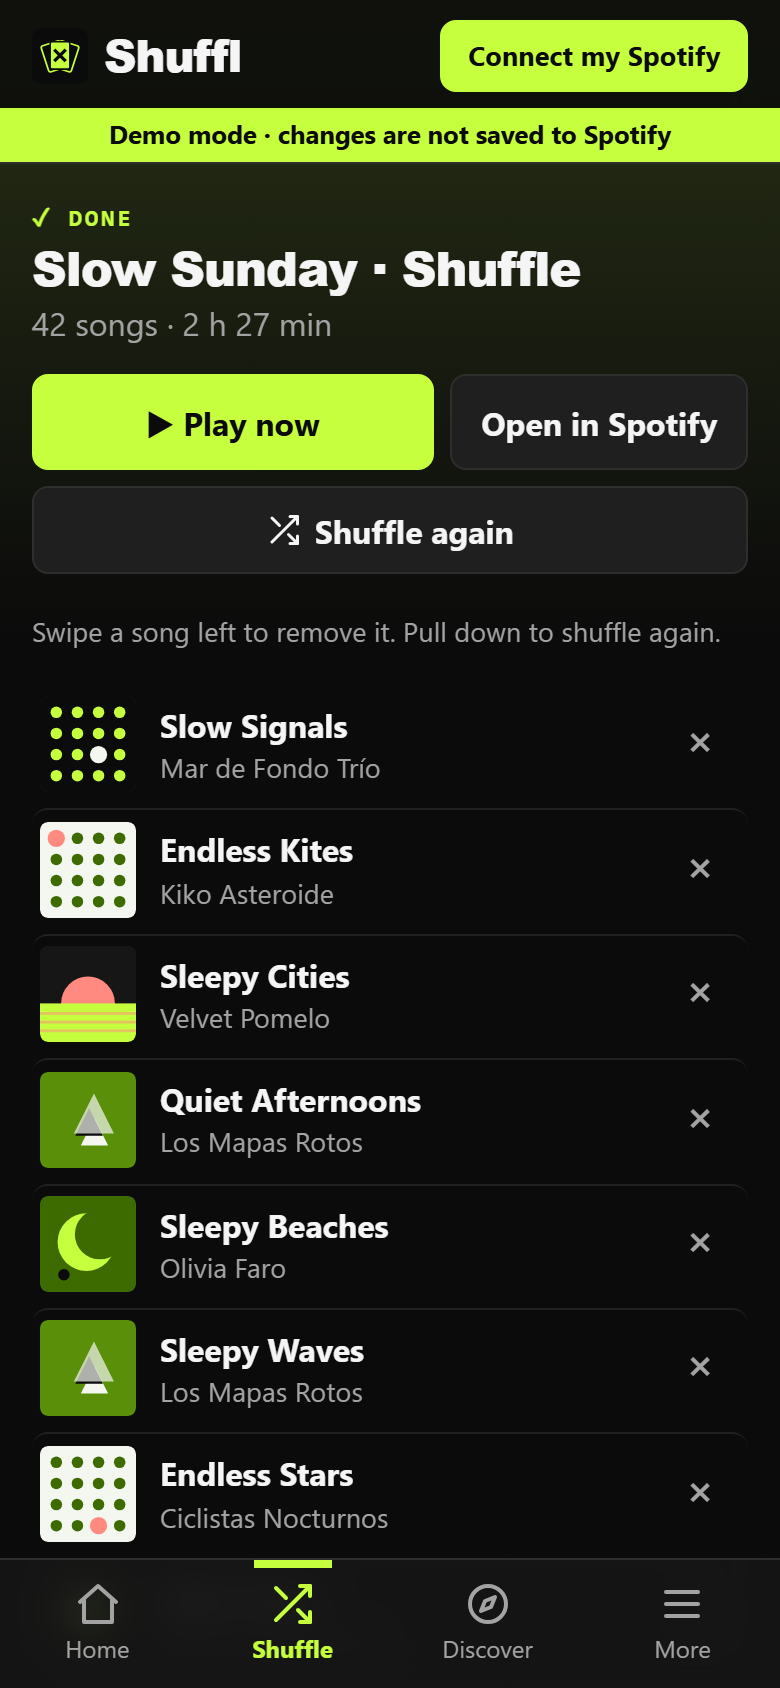 Shuffl
Connect my Spotify
Demo mode · changes are not saved to Spotify
✓ DONE
Slow Sunday · Shuffle
42 songs · 2 h 27 min
▶ Play now
Open in Spotify
Shuffle again
Swipe a song left to remove it. Pull down to shuffle again.
Slow Signals
Mar de Fondo Trío
Endless Kites
Kiko Asteroide
Sleepy Cities
Velvet Pomelo
Quiet Afternoons
Los Mapas Rotos
Sleepy Beaches
Olivia Faro
Sleepy Waves
Los Mapas Rotos
Endless Stars
Ciclistas Nocturnos
Home
Shuffle
Discover
More